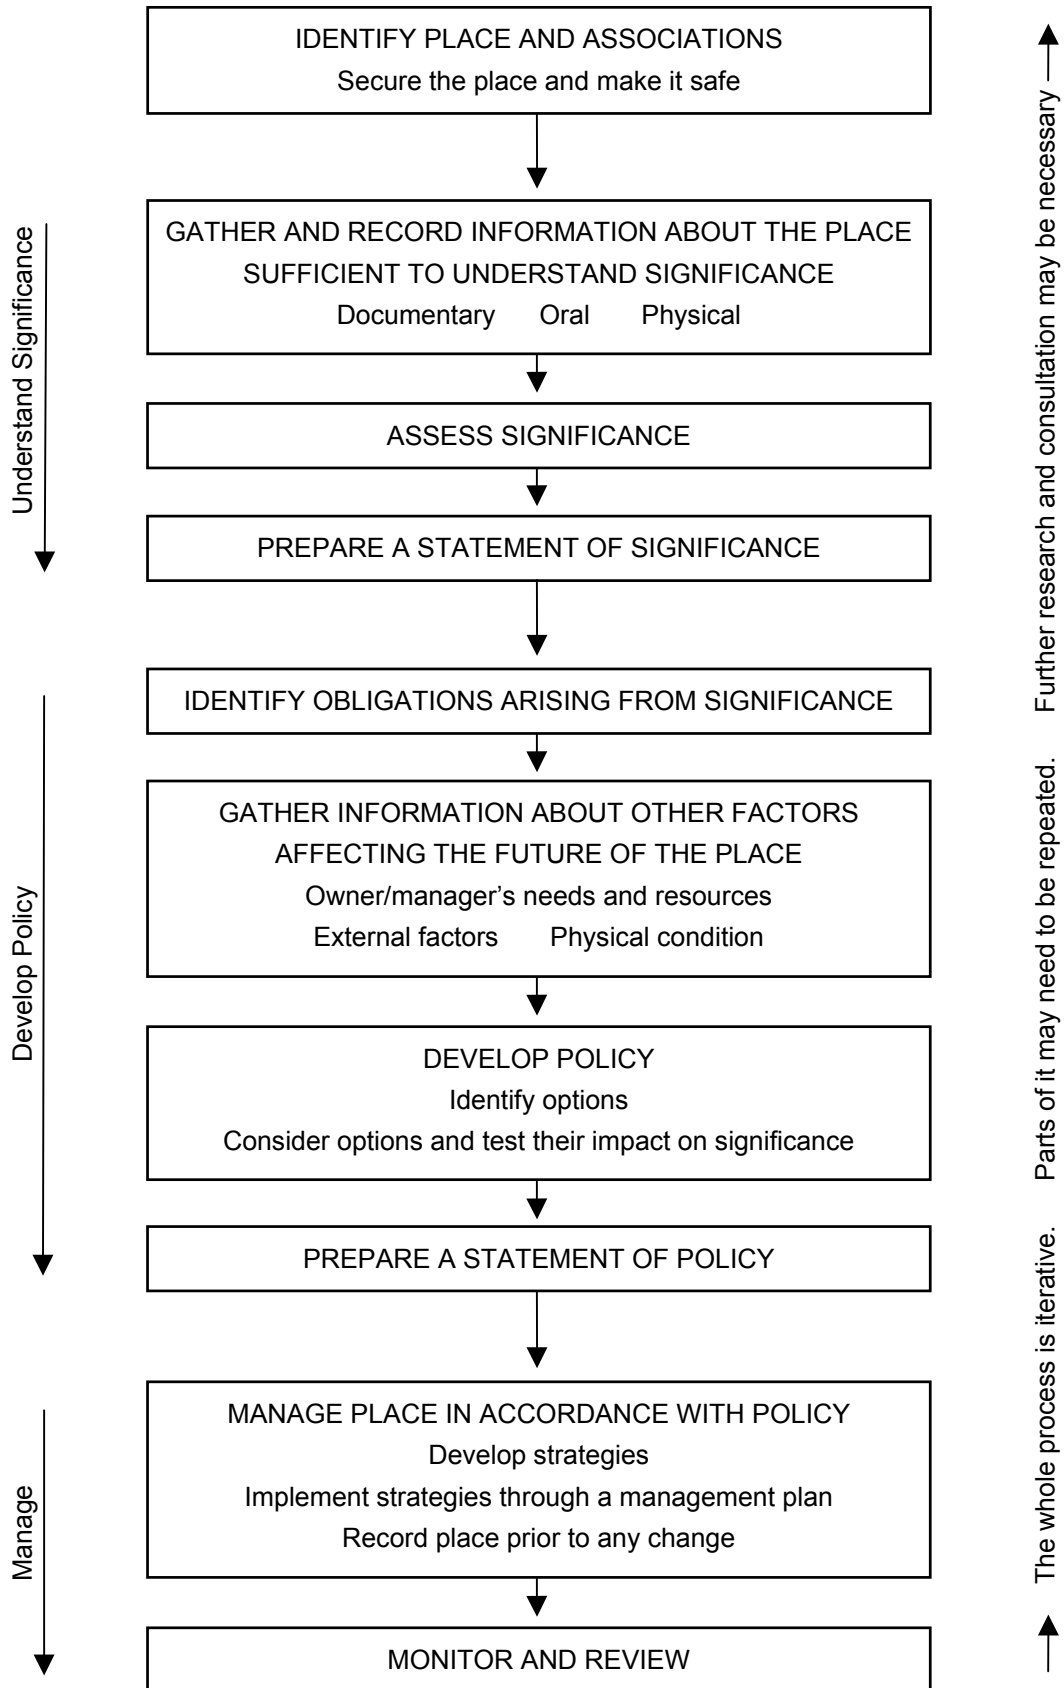 IDENTIFY PLACE AND ASSOCIATIONS
Secure the place and make it safe
Understand Significance
GATHER AND RECORD INFORMATION ABOUT THE PLACE
SUFFICIENT TO UNDERSTAND SIGNIFICANCE
Documentary Oral Physical
ASSESS SIGNIFICANCE
PREPARE A STATEMENT OF SIGNIFICANCE
Develop Policy
IDENTIFY OBLIGATIONS ARISING FROM SIGNIFICANCE
GATHER INFORMATION ABOUT OTHER FACTORS
AFFECTING THE FUTURE OF THE PLACE
Owner/manager’s needs and resources
External factors Physical condition
DEVELOP POLICY
Identify options
Consider options and test their impact on significance
PREPARE A STATEMENT OF POLICY
Manage
MANAGE PLACE IN ACCORDANCE WITH POLICY
Develop strategies
Implement strategies through a management plan
Record place prior to any change
MONITOR AND REVIEW
The whole process is iterative. Parts of it may need to be repeated. Further research and consultation may be necessary